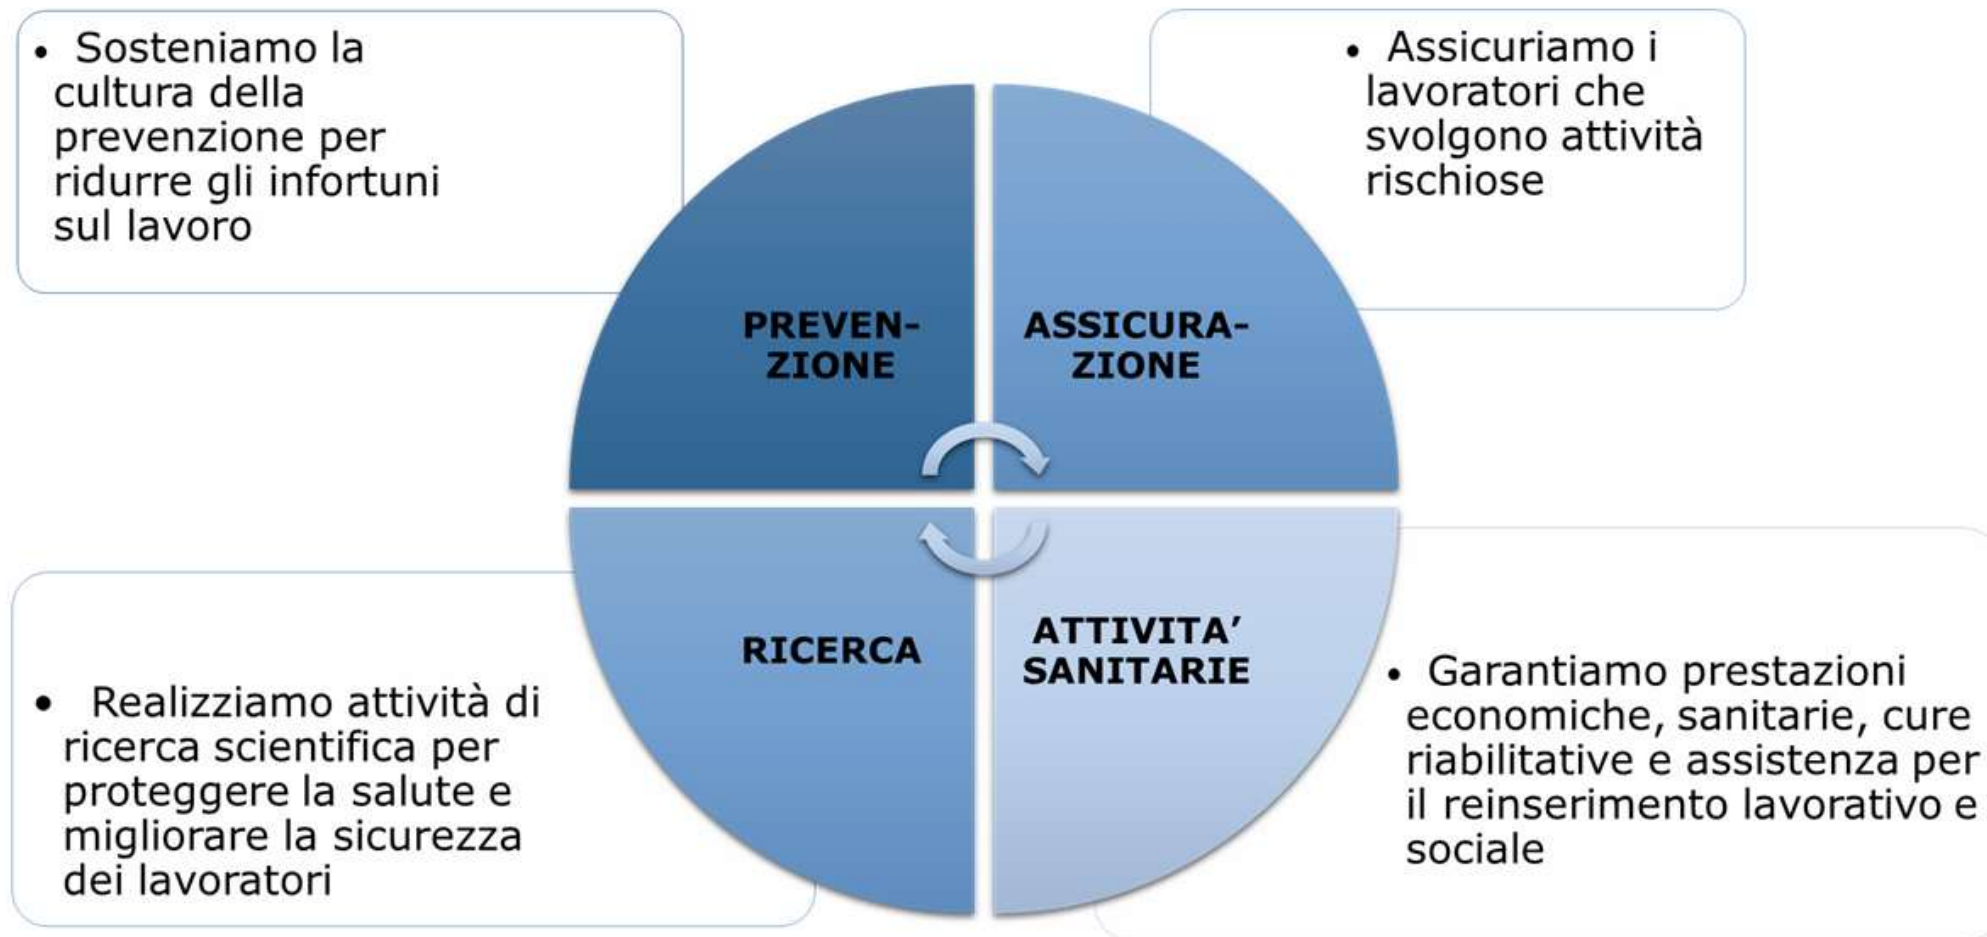 • Sosteniamo la
cultura della
prevenzione per
ridurre gli infortuni
sul lavoro
• Assicuriamo i
lavoratori che
svolgono attività
rischiose
PREVEN-
ZIONE
ASSICURA-
ZIONE
RICERCA
ATTIVITA’
SANITARIE
• Realizziamo attività di
ricerca scientifica per
proteggere la salute e
migliorare la sicurezza
dei lavoratori
• Garantiamo prestazioni
economiche, sanitarie, cure
riabilitative e assistenza per
il reinserimento lavorativo e
sociale